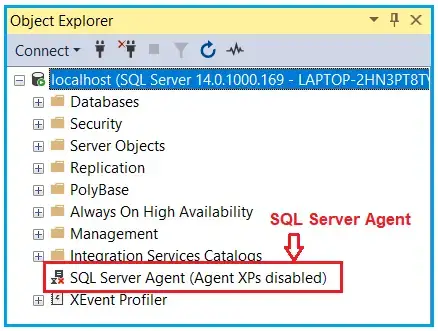 Object Explorer
Connect
localhost (SQL Server 14.0.1000.169 - LAPTOP-2HN3PT8T
Databases
Security
Server Objects
Replication
PolyBase
Always On High Availability
Management
SQL Server Agent
Integration Services Catalogs
SQL Server Agent (Agent XPs disabled)
XEvent Profiler